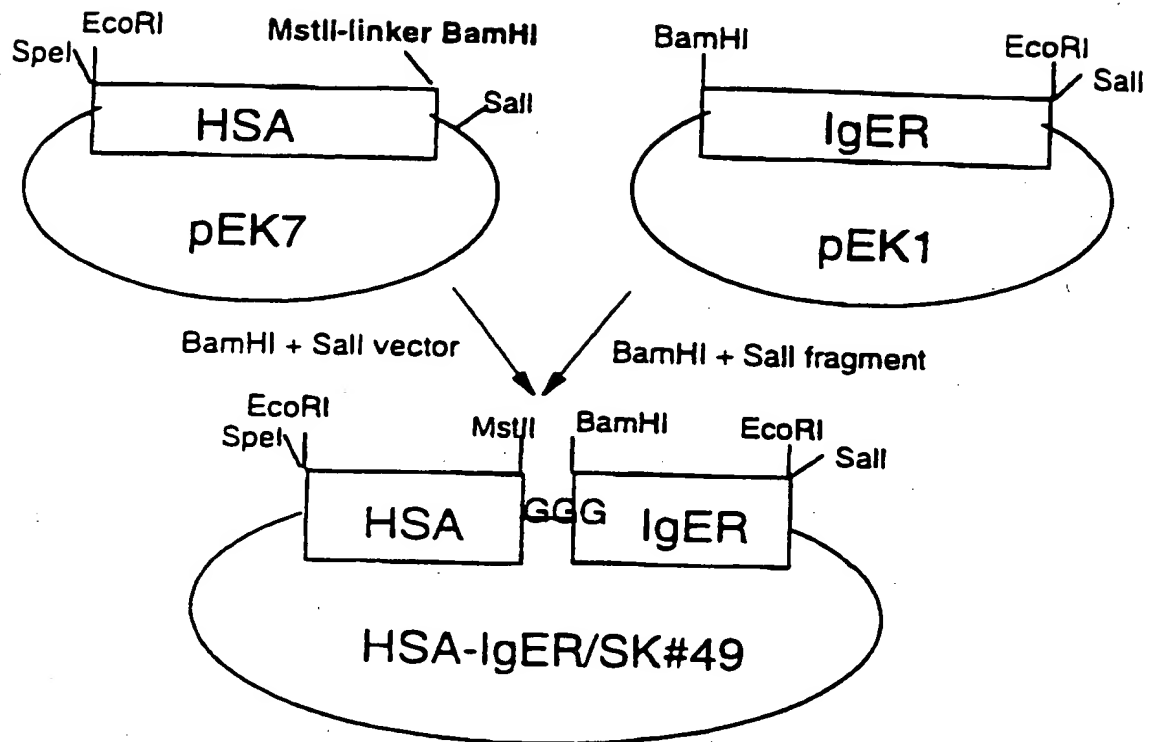 EcoRI
SpeI
MstII-linker BamHI
SalI
HSA
pEK7
BamHI
EcoRI
SalI
IgER
pEK1
BamHI + SalI vector
BamHI + SalI fragment
EcoRI
SpeI
MstII
BamHI
EcoRI
SalI
HSA
GGG
IgER
HSA-IgER/SK#49